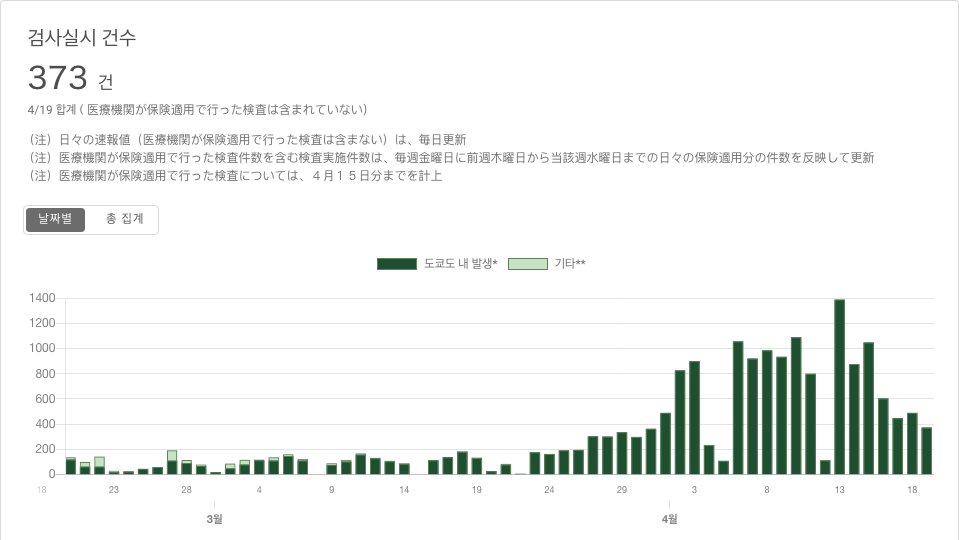 검사실시 건수
373 건
4/19 합계 ( 医療機関が保険適用で行った検査は含まれていない)
（注）日々の速報値（医療機関が保険適用で行った検査は含まない）は、毎日更新
（注）医療機関が保険適用で行った検査件数を含む検査実施件数は、毎週金曜日に前週木曜日から当該週水曜日までの日々の保険適用分の件数を反映して更新
（注）医療機関が保険適用で行った検査については、４月１５日分までを計上
날짜별 총 집계
도쿄도 내 발생* 기타**
1400
1200
1000
800
600
400
200
0
18 23 28 4 9 14 19 24 29 3 8 13 18
3월 4월